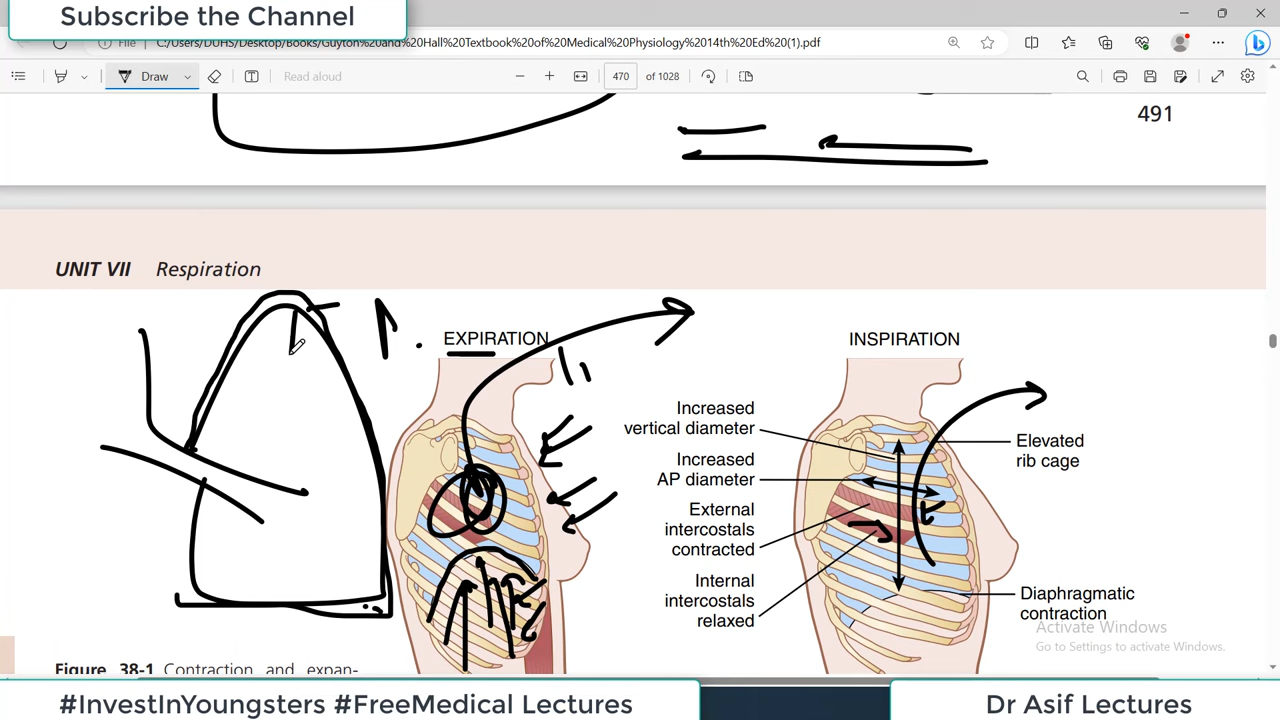 Subscribe the Channel
File
C:/Users/DUHS/Desktop/Books/Guyton%20and%20Hall%20Textbook%20of%20Medical%20Physiology%2014th%20Ed%20(1).pdf
Draw
Read aloud
470 of 1028
491
UNIT VII Respiration
EXPIRATION
INSPIRATION
Increased
vertical diameter
Increased
AP diameter
External
intercostals
contracted
Internal
intercostals
relaxed
Elevated
rib cage
Diaphragmatic
contraction
Activate Windows
Go to Settings to activate Windows.
Figure 38-1 Contraction and expan-
#InvestInYoungsters #FreeMedical Lectures
Dr Asif Lectures